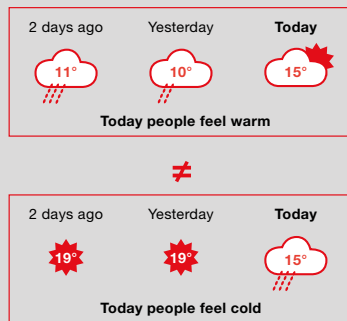 2 days ago Yesterday Today
11° 10° 15°
Today people feel warm
≠
2 days ago Yesterday Today
19° 19° 15°
Today people feel cold